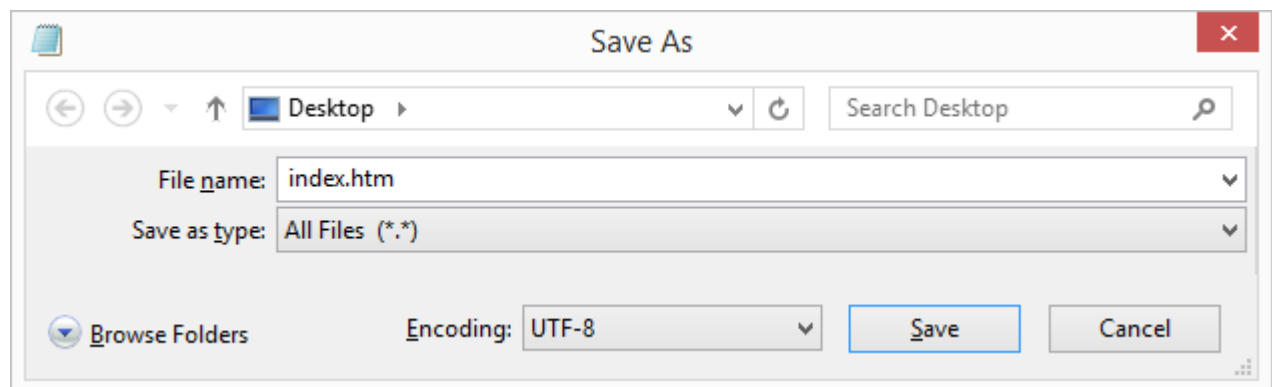 Save As
Desktop
Search Desktop
File name: index.htm
Save as type: All Files (*.*)
Browse Folders Encoding: UTF-8 Save Cancel